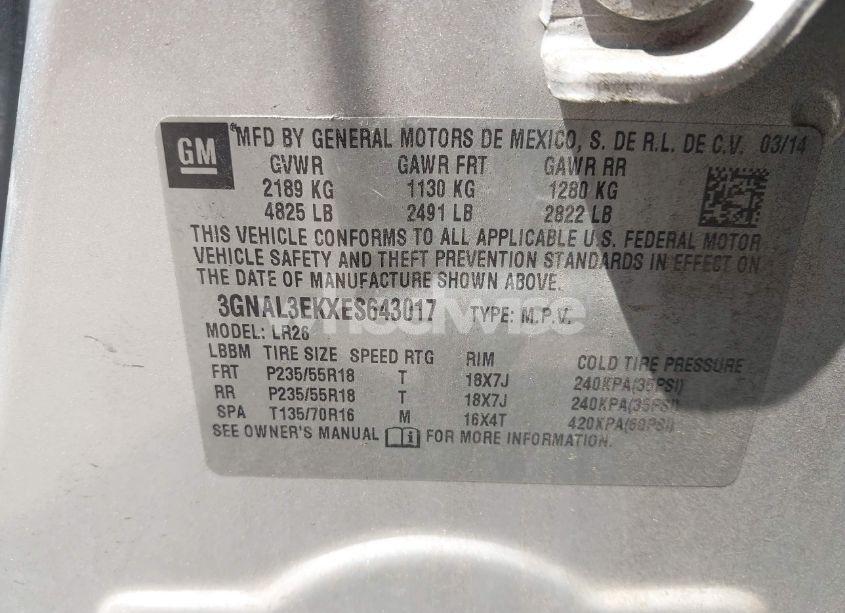 GM
MFD BY GENERAL MOTORS DE MEXICO, S. DE R.L. DE C.V. 03/14
GVWR GAWR FRT GAWR RR
2189 KG 1130 KG 1280 KG
4825 LB 2491 LB 2822 LB
THIS VEHICLE CONFORMS TO ALL APPLICABLE U.S. FEDERAL MOTOR
VEHICLE SAFETY AND THEFT PREVENTION STANDARDS IN EFFECT ON
THE DATE OF MANUFACTURE SHOWN ABOVE.
3GNAL3EKXES643017 TYPE: M.P.V.
MODEL: LR26
LBBM TIRE SIZE SPEED RTG RIM COLD TIRE PRESSURE
FRT P235/55R18 T 18X7J 240KPA(35PSI)
RR P235/55R18 T 18X7J 240KPA(35PSI)
SPA T135/70R16 M 16X4T 420KPA(60PSI)
SEE OWNER'S MANUAL FOR MORE INFORMATION.